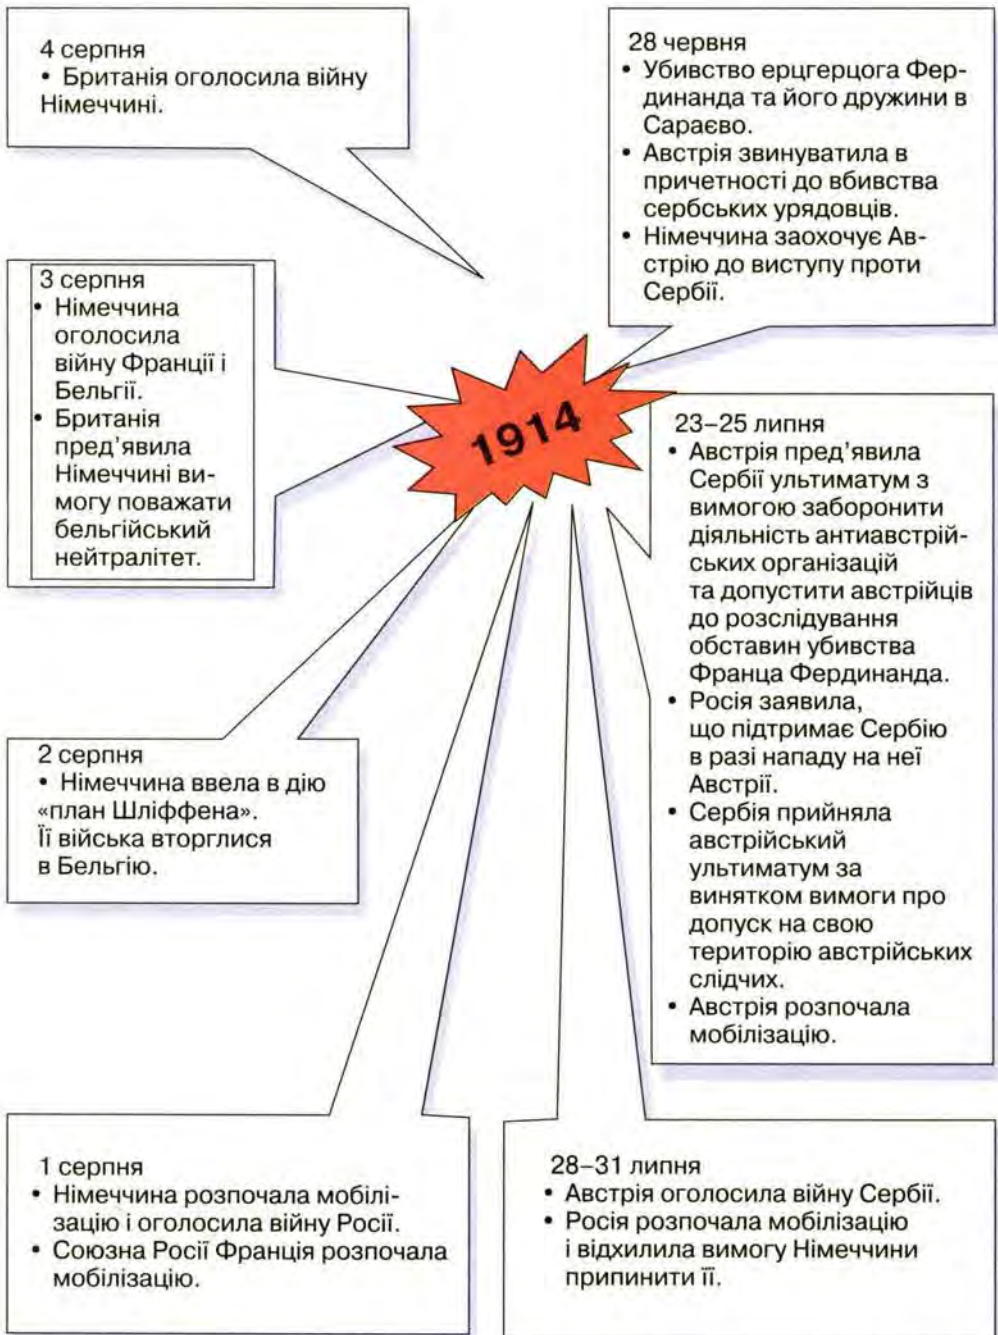 4 серпня
• Британія оголосила війну
Німеччині.
28 червня
• Убивство ерцгерцога Фер-
динанда та його дружини в
Сараєво.
• Австрія звинуватила в
причетності до вбивства
сербських урядовців.
• Німеччина заохочує Ав-
стрію до виступу проти
Сербії.
3 серпня
• Німеччина
оголосила
війну Франції і
Бельгії.
• Британія
пред’явила
Німеччині ви-
могу поважати
бельгійський
нейтралітет.
1914
23–25 липня
• Австрія пред’явила
Сербії ультиматум з
вимогою заборонити
діяльність антиавстрій-
ських організацій
та допустити австрійців
до розслідування
обставин убивства
Франца Фердинанда.
• Росія заявила,
що підтримає Сербію
в разі нападу на неї
Австрії.
• Сербія прийняла
австрійський
ультиматум за
винятком вимоги про
допуск на свою
територію австрійських
слідчих.
• Австрія розпочала
мобілізацію.
2 серпня
• Німеччина ввела в дію
«план Шліффена».
Її війська вторглися
в Бельгію.
1 серпня
• Німеччина розпочала мобілі-
зацію і оголосила війну Росії.
• Союзна Росії Франція розпочала
мобілізацію.
28–31 липня
• Австрія оголосила війну Сербії.
• Росія розпочала мобілізацію
і відхилила вимогу Німеччини
припинити її.